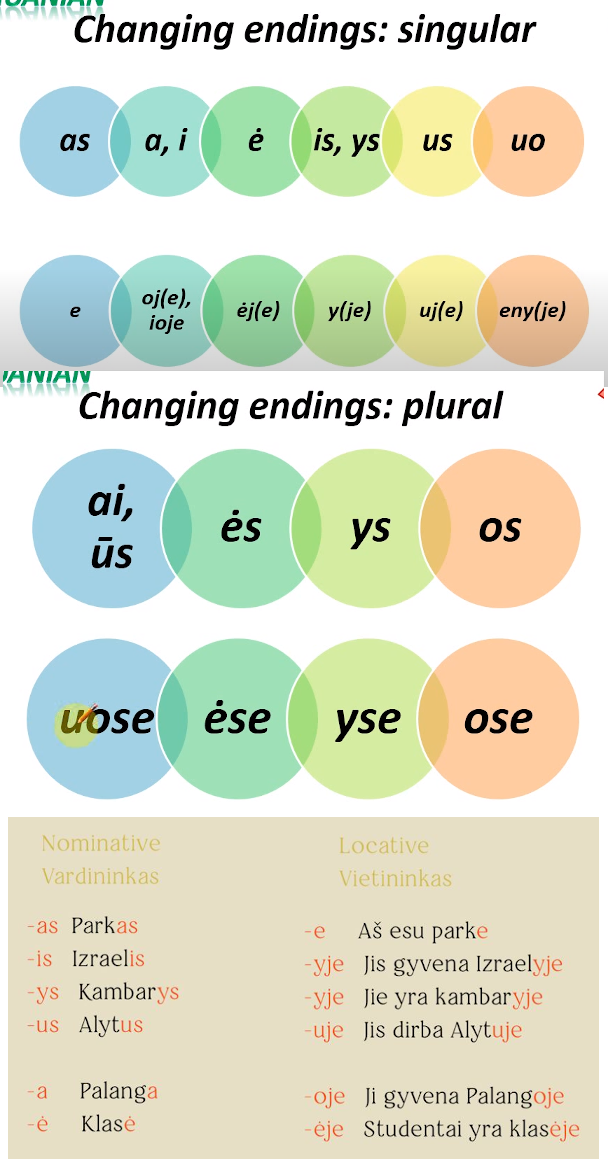 Changing endings: singular
as a, i ė is, ys us uo
e oj(e), ioje ėj(e) y(je) uj(e) eny(je)
Changing endings: plural
ai, ūs ės ys os
uose ėse yse ose
Nominative
Vardininkas
Locative
Vietininkas
-as Parkas
-is Izraelis
-ys Kambarys
-us Alytus
-a Palanga
-ė Klasė
-e Aš esu parke
-yje Jis gyvena Izraelyje
-yje Jie yra kambaryje
-uje Jis dirba Alytuje
-oje Ji gyvena Palangoje
-ėje Studentai yra klasėje